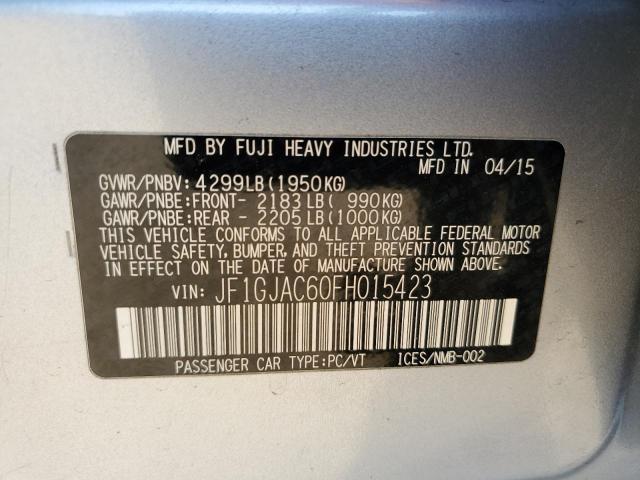 MFD BY FUJI HEAVY INDUSTRIES LTD.
MFD IN 04/15
GVWR/PNBV: 4299LB(1950KG)
GAWR/PNBE:FRONT- 2183LB( 990KG)
GAWR/PNBE:REAR - 2205LB(1000KG)
THIS VEHICLE CONFORMS TO ALL APPLICABLE FEDERAL MOTOR
VEHICLE SAFETY, BUMPER, AND THEFT PREVENTION STANDARDS
IN EFFECT ON THE DATE OF MANUFACTURE SHOWN ABOVE.
VIN: JF1GJAC60FH015423
PASSENGER CAR TYPE:PC/VT ICES/NMB-002